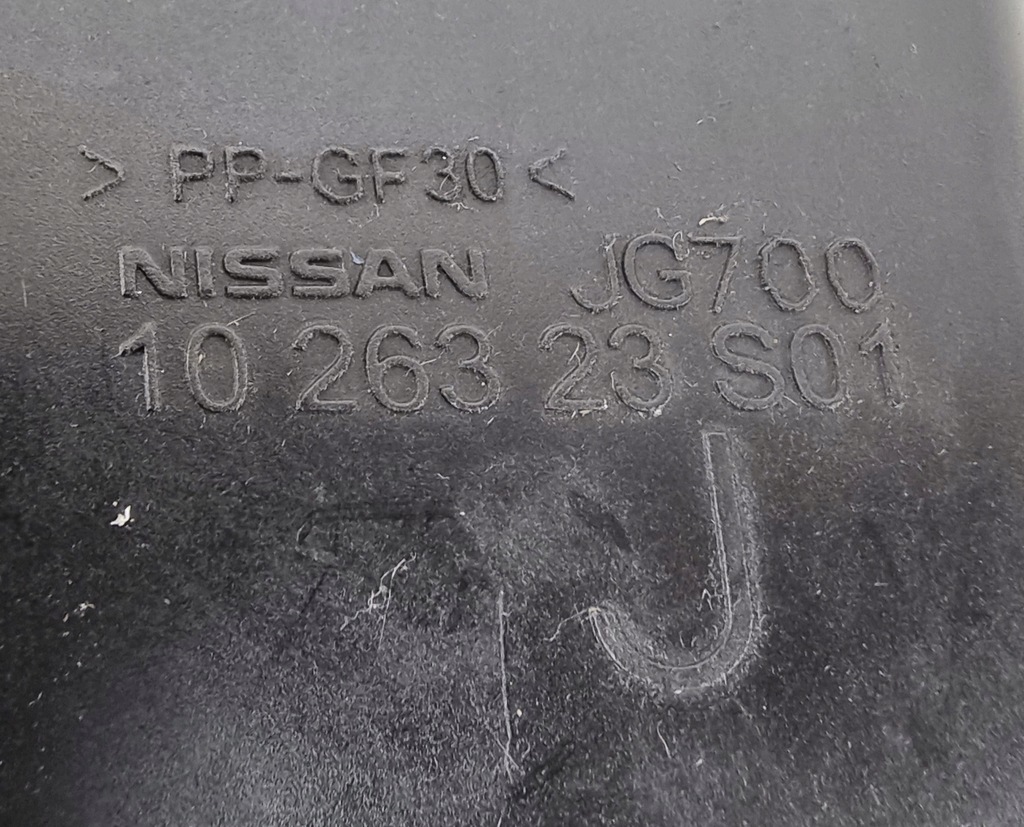 > PP-GF30 <
NISSAN JG700
10 263 23 S01
J